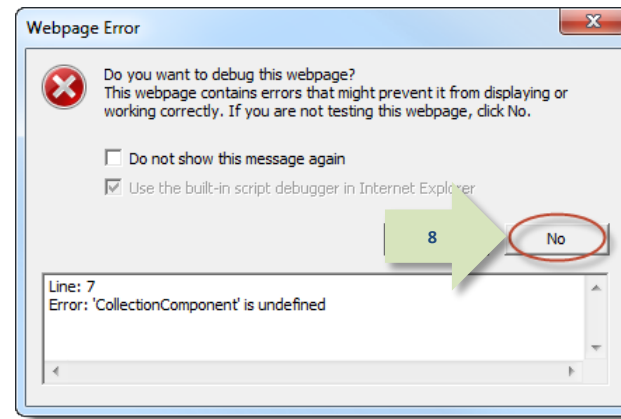 Webpage Error
Do you want to debug this webpage?
This webpage contains errors that might prevent it from displaying or
working correctly. If you are not testing this webpage, click No.
Do not show this message again
Use the built-in script debugger in Internet Explorer
8
No
Line: 7
Error: 'CollectionComponent' is undefined